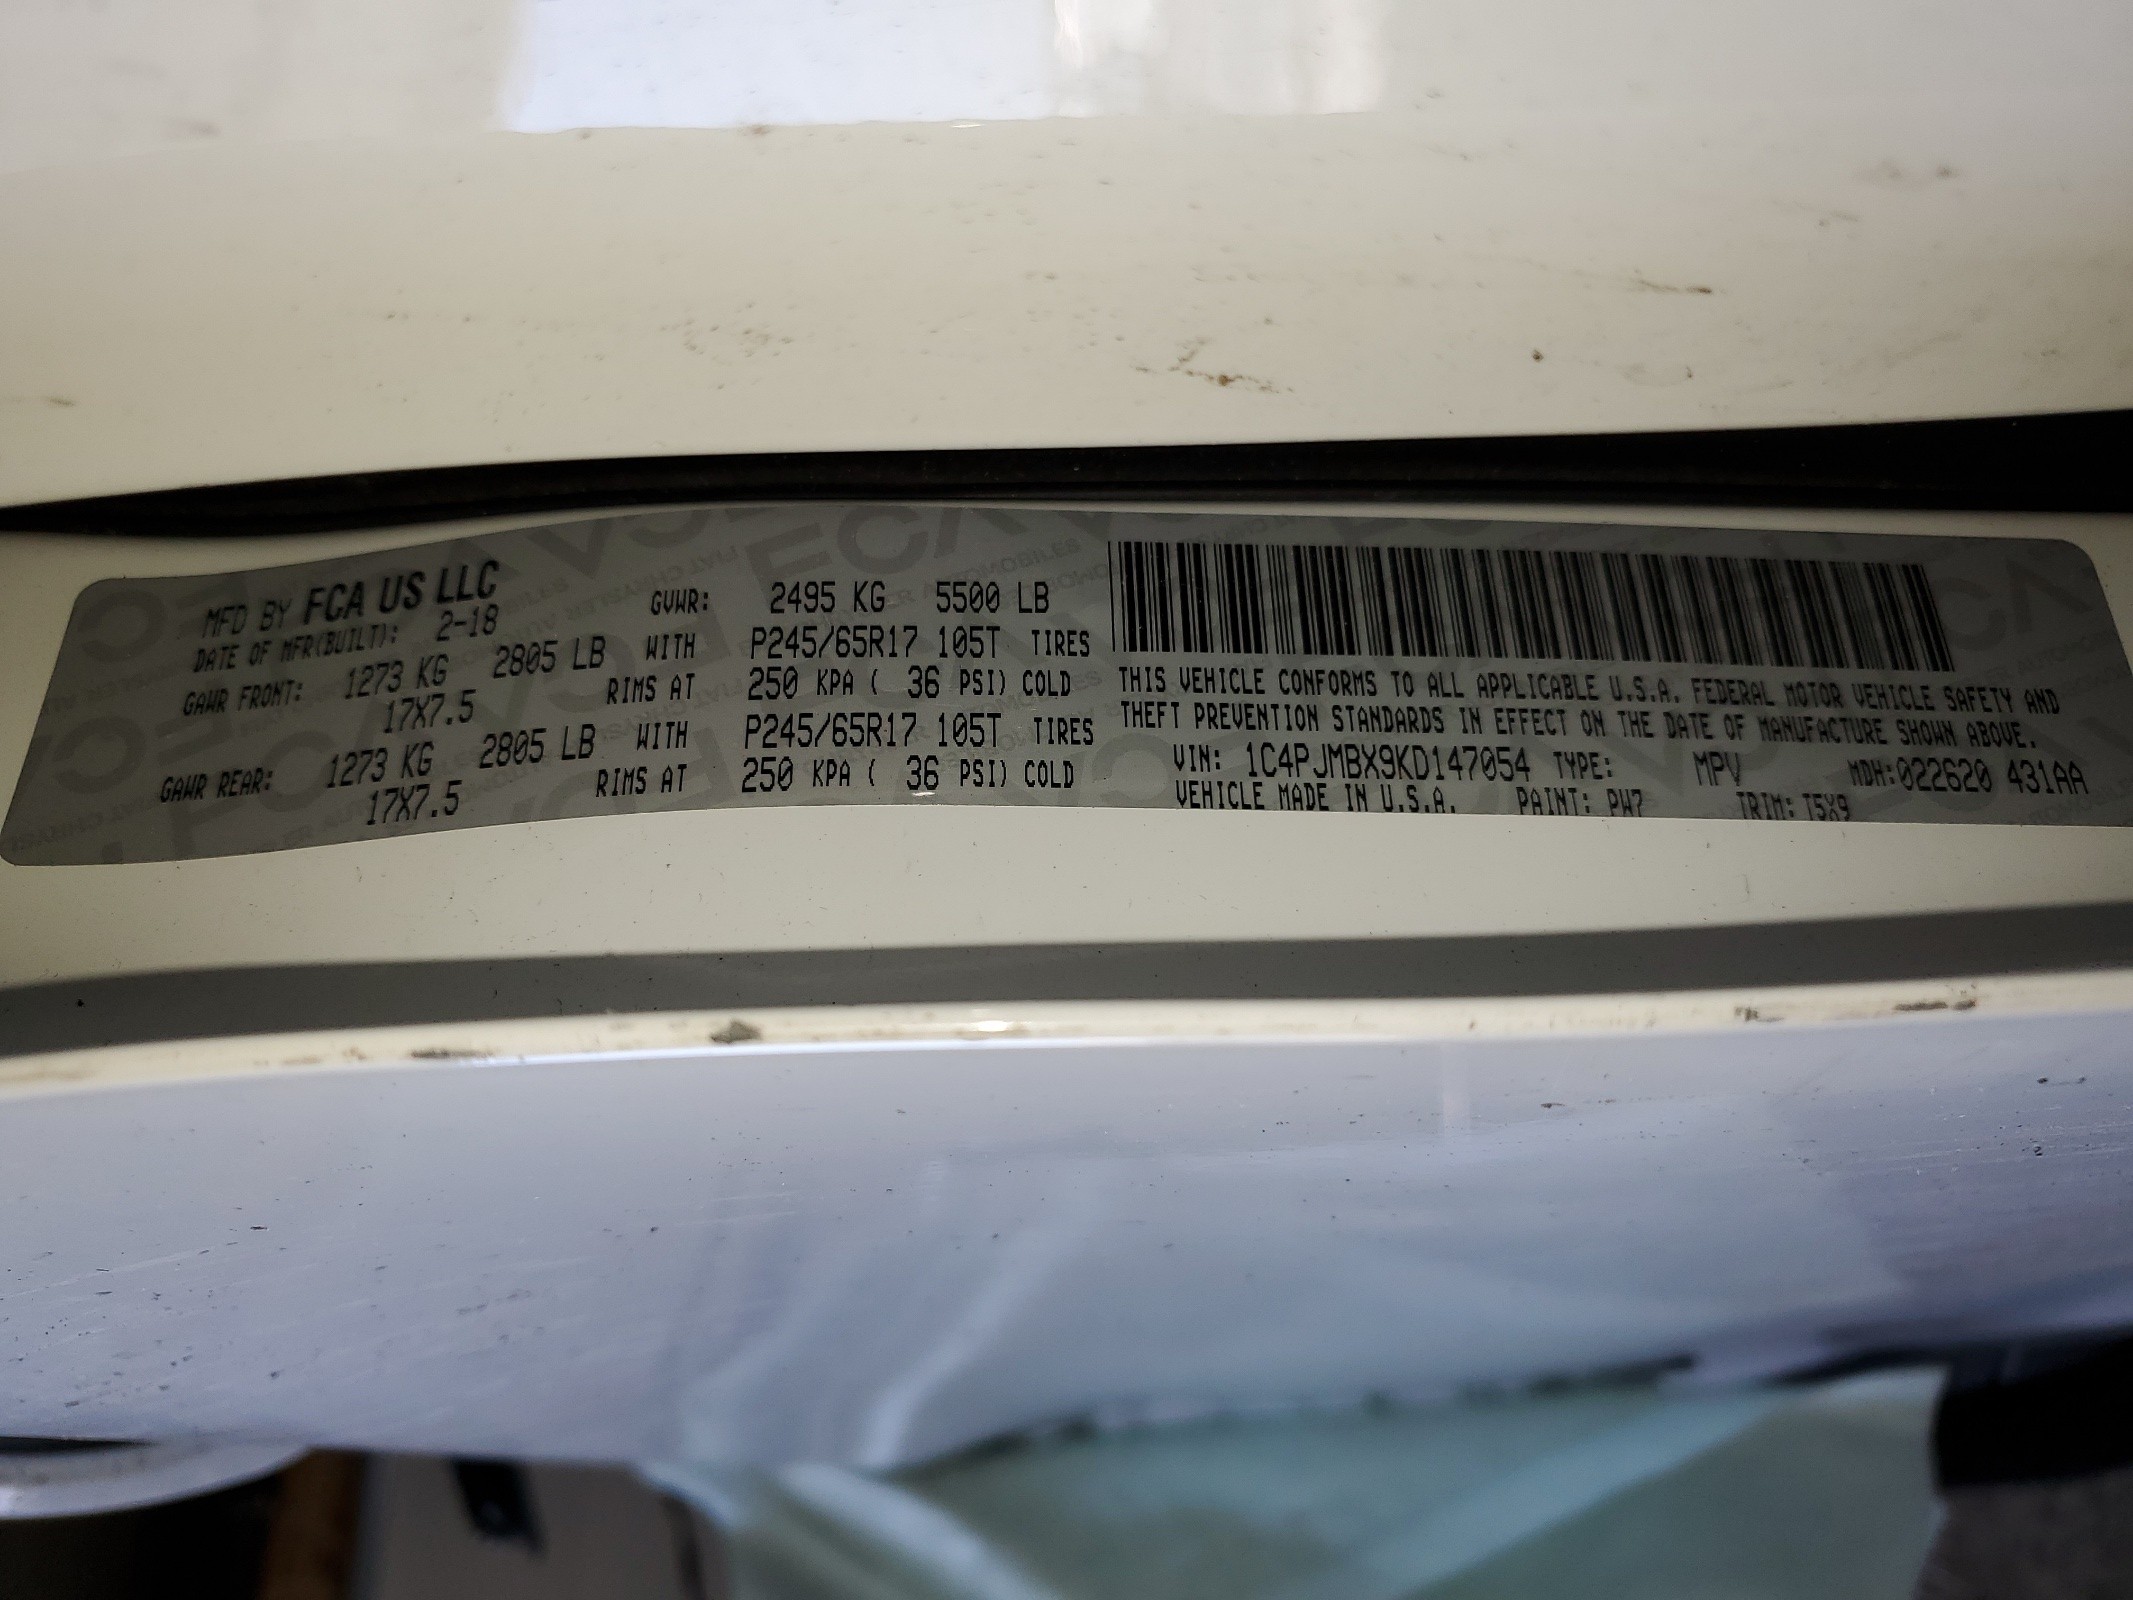 MFD BY FCA US LLC
DATE OF MFR(BUILT): 2-18
GVWR: 2495 KG 5500 LB
GAWR FRONT: 1273 KG 2805 LB WITH P245/65R17 105T TIRES
17X7.5 RIMS AT 250 KPA ( 36 PSI) COLD
GAWR REAR: 1273 KG 2805 LB WITH P245/65R17 105T TIRES
17X7.5 RIMS AT 250 KPA ( 36 PSI) COLD
THIS VEHICLE CONFORMS TO ALL APPLICABLE U.S.A. FEDERAL MOTOR VEHICLE SAFETY AND
THEFT PREVENTION STANDARDS IN EFFECT ON THE DATE OF MANUFACTURE SHOWN ABOVE.
VIN: 1C4PJMBX9KD147054 TYPE: MPV MDH:022620 431AA
VEHICLE MADE IN U.S.A. PAINT: PW7 TRIM: T5X9